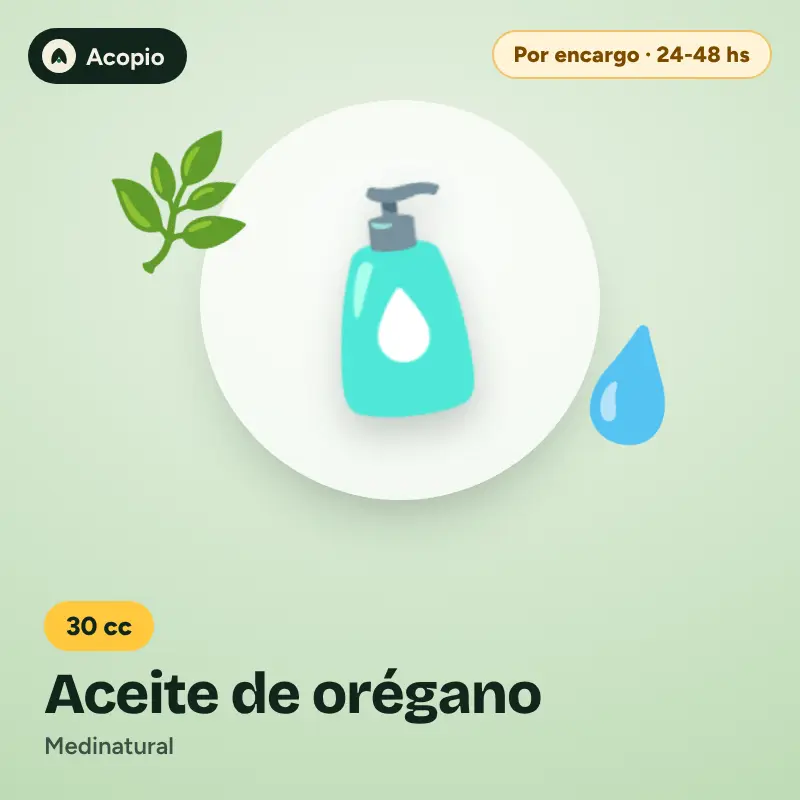 Acopio
Por encargo · 24-48 hs
30 cc
Aceite de orégano
Medinatural